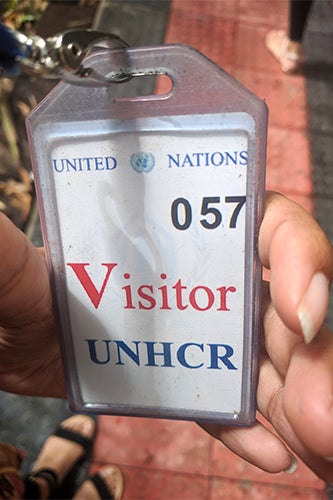 UNITED NATIONS
057
Visitor
UNHCR